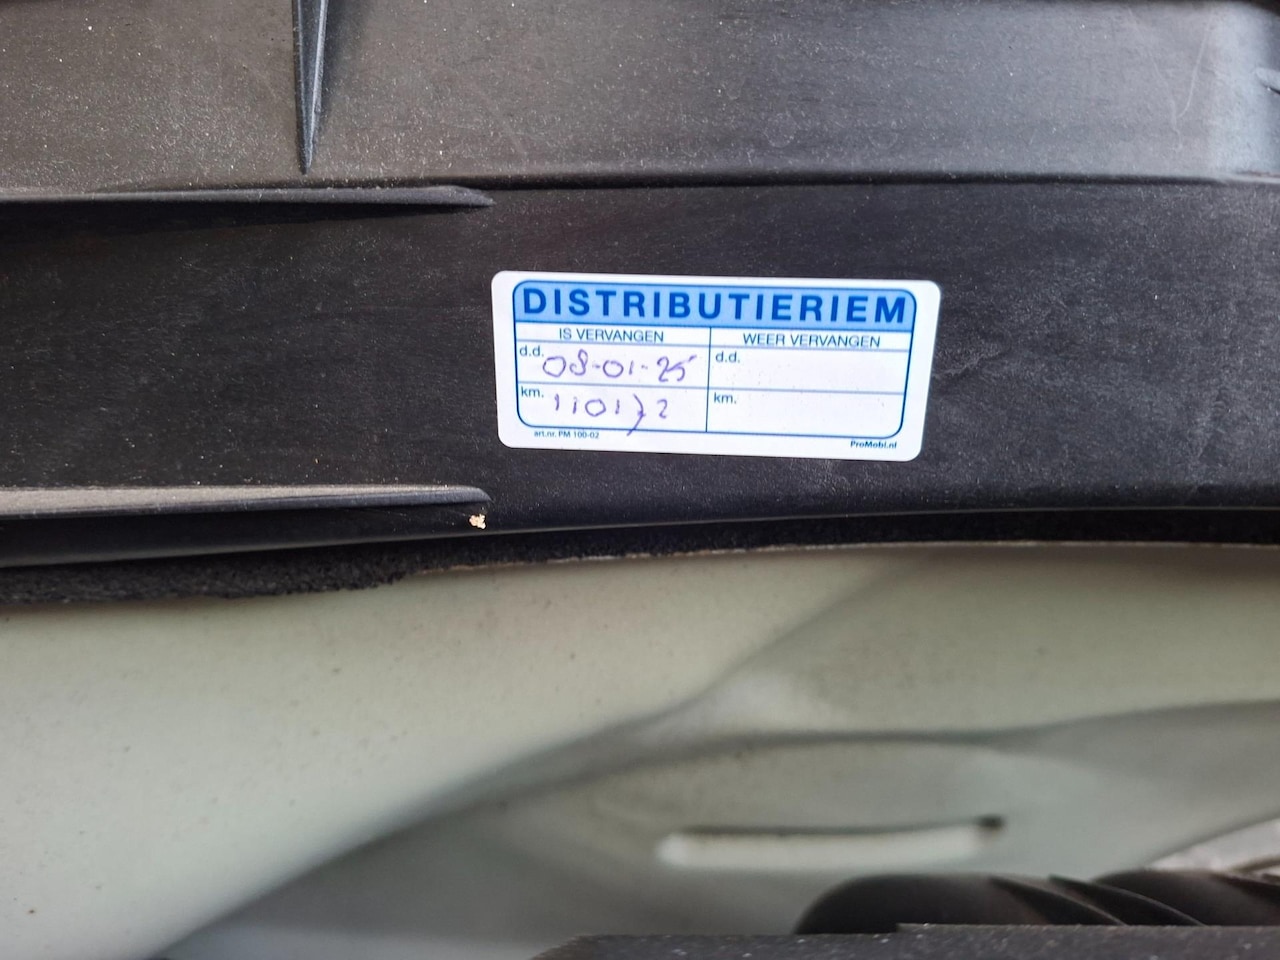 DISTRIBUTIERIEM
IS VERVANGEN WEER VERVANGEN
d.d. 08-01-25 d.d.
km. 110172 km.
art.nr. PM 100-02 ProMobi.nl